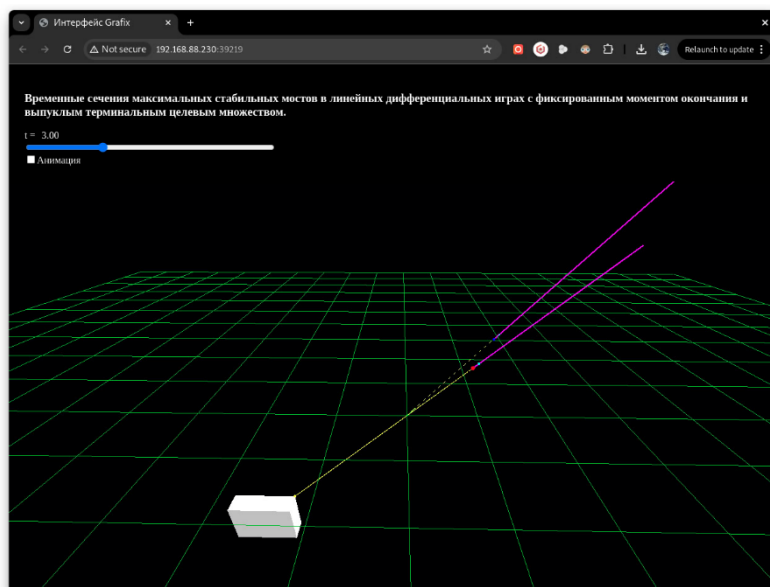 Интерфейс Grafix
Not secure 192.168.88.230:39219
Relaunch to update
Временные сечения максимальных стабильных мостов в линейных дифференциальных играх с фиксированным моментом окончания и
выпуклым терминальным целевым множеством.
t = 3.00
Анимация